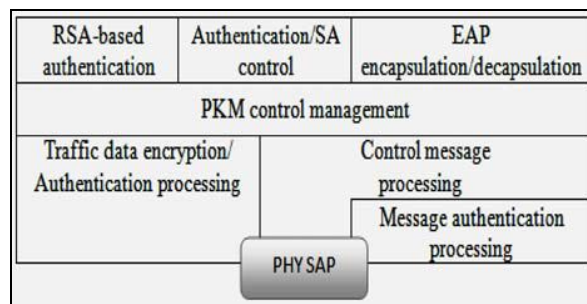 RSA-based
authentication
Authentication/SA
control
EAP
encapsulation/decapsulation
PKM control management
Traffic data encryption/
Authentication processing
Control message
processing
Message authentication
processing
PHY SAP